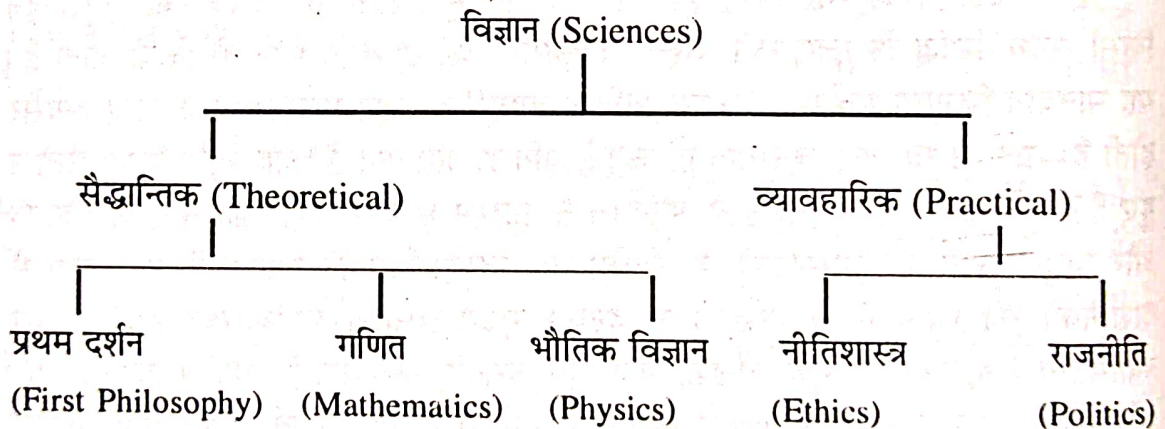 विज्ञान (Sciences)
सैद्धान्तिक (Theoretical) व्यावहारिक (Practical)
प्रथम दर्शन गणित भौतिक विज्ञान नीतिशास्त्र राजनीति
(First Philosophy) (Mathematics) (Physics) (Ethics) (Politics)